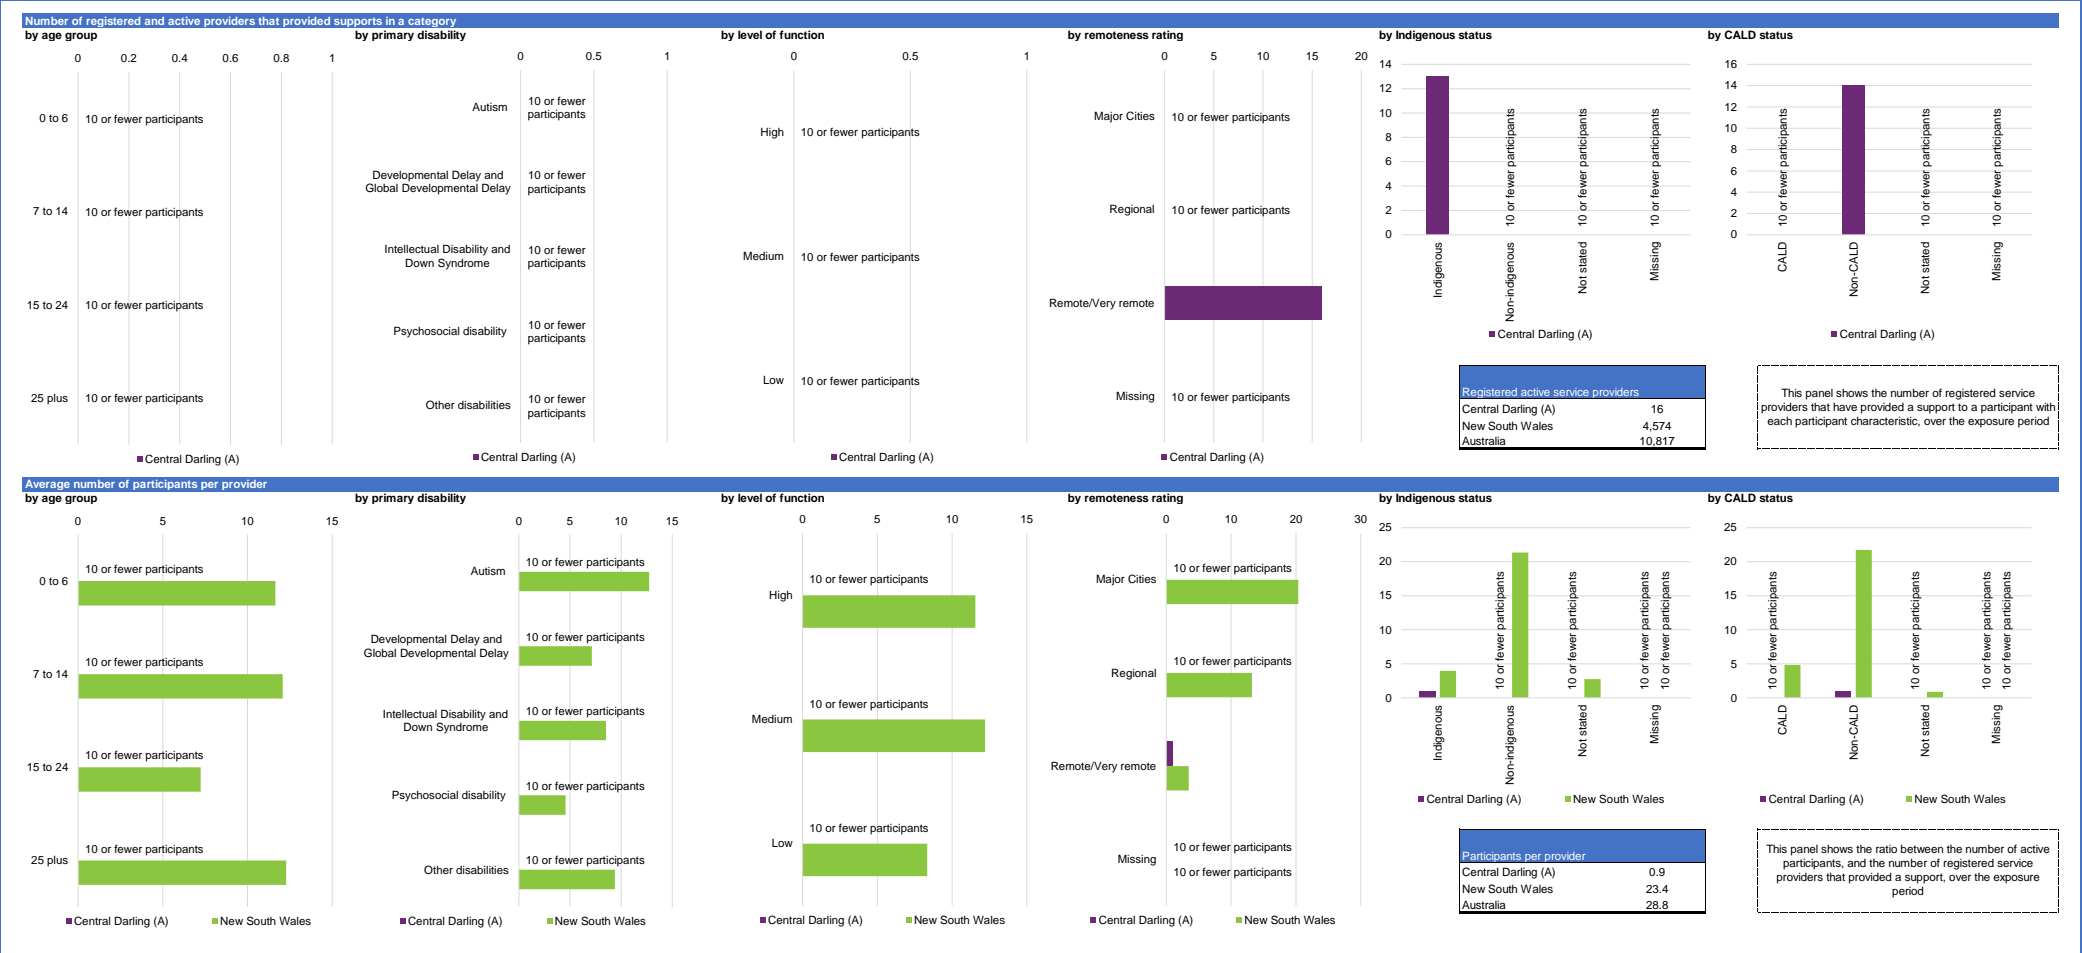 Number of registered and active providers that provided supports in a category
by age group
0 0.2 0.4 0.6 0.8 1
0 to 6
10 or fewer participants
7 to 14
10 or fewer participants
15 to 24
10 or fewer participants
25 plus
10 or fewer participants
Central Darling (A)
by primary disability
0 0.5 1
Autism
10 or fewer
participants
Developmental Delay and
Global Developmental Delay
10 or fewer
participants
Intellectual Disability and
Down Syndrome
10 or fewer
participants
Psychosocial disability
10 or fewer
participants
Other disabilities
10 or fewer
participants
Central Darling (A)
by level of function
0 0.5 1
High
10 or fewer participants
Medium
10 or fewer participants
Low
10 or fewer participants
Central Darling (A)
by remoteness rating
0 5 10 15 20
Major Cities
10 or fewer participants
Regional
10 or fewer participants
Remote/Very remote
Missing
10 or fewer participants
Central Darling (A)
by Indigenous status
14
12
10
8
6
4
2
0
10 or fewer participants
10 or fewer participants
10 or fewer participants
Indigenous
Non-indigenous
Not stated
Missing
Central Darling (A)
by CALD status
16
14
12
10
8
6
4
2
0
10 or fewer participants
10 or fewer participants
10 or fewer participants
CALD
Non-CALD
Not stated
Missing
Central Darling (A)
Registered active service providers
Central Darling (A) 16
New South Wales 4,574
Australia 10,817
This panel shows the number of registered service
providers that have provided a support to a participant with
each participant characteristic, over the exposure period
Average number of participants per provider
by age group
0 5 10 15
0 to 6
10 or fewer participants
7 to 14
10 or fewer participants
15 to 24
10 or fewer participants
25 plus
10 or fewer participants
Central Darling (A) New South Wales
by primary disability
0 5 10 15
Autism
10 or fewer participants
Developmental Delay and
Global Developmental Delay
10 or fewer participants
Intellectual Disability and
Down Syndrome
10 or fewer participants
Psychosocial disability
10 or fewer participants
Other disabilities
10 or fewer participants
Central Darling (A) New South Wales
by level of function
0 5 10 15
High
10 or fewer participants
Medium
10 or fewer participants
Low
10 or fewer participants
Central Darling (A) New South Wales
by remoteness rating
0 10 20 30
Major Cities
10 or fewer participants
Regional
10 or fewer participants
Remote/Very remote
Missing
10 or fewer participants
10 or fewer participants
Central Darling (A) New South Wales
by Indigenous status
25
20
15
10
5
0
10 or fewer participants
10 or fewer participants
10 or fewer participants
10 or fewer participants
Indigenous
Non-indigenous
Not stated
Missing
Central Darling (A) New South Wales
by CALD status
25
20
15
10
5
0
10 or fewer participants
10 or fewer participants
10 or fewer participants
10 or fewer participants
CALD
Non-CALD
Not stated
Missing
Central Darling (A) New South Wales
Participants per provider
Central Darling (A) 0.9
New South Wales 23.4
Australia 28.8
This panel shows the ratio between the number of active
participants, and the number of registered service
providers that provided a support, over the exposure
period